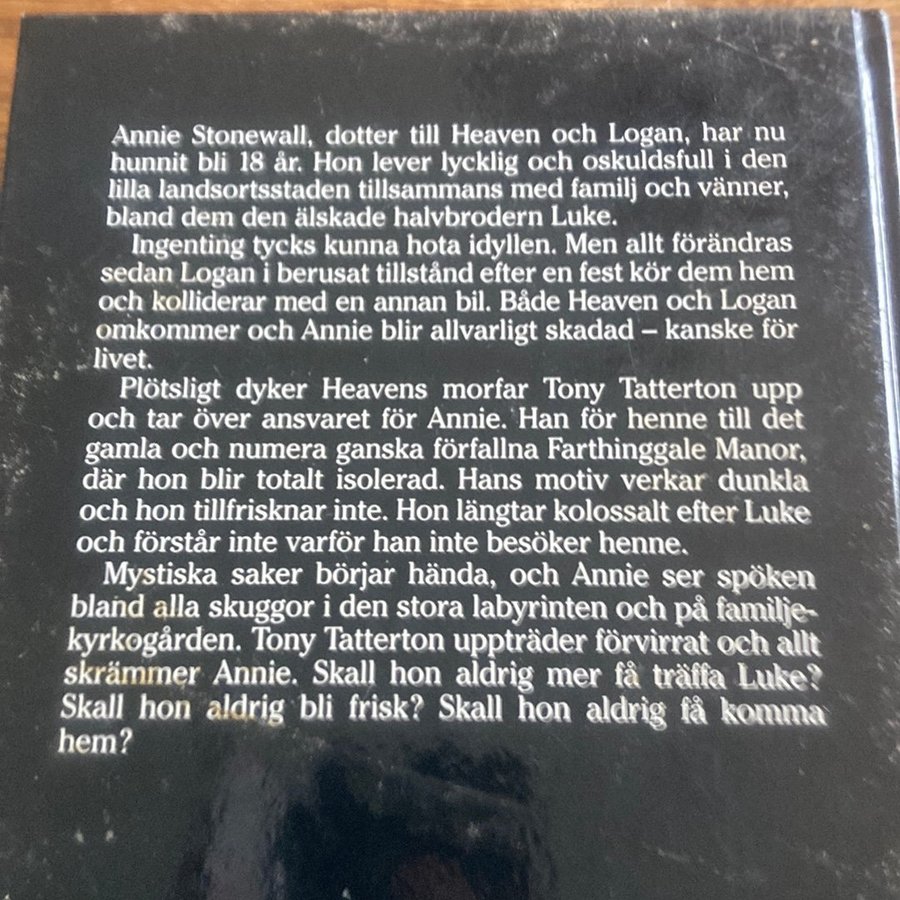 Annie Stonewall, dotter till Heaven och Logan, har nu
hunnit bli 18 år. Hon lever lycklig och oskuldsfull i den
lilla landsortsstaden tillsammans med familj och vänner,
bland dem den älskade halvbrodern Luke.
Ingenting tycks kunna hota idyllen. Men allt förändras
sedan Logan i berusat tillstånd efter en fest kör dem hem
och kolliderar med en annan bil. Både Heaven och Logan
omkommer och Annie blir allvarligt skadad – kanske för
livet.
Plötsligt dyker Heavens morfar Tony Tatterton upp
och tar över ansvaret för Annie. Han för henne till det
gamla och numera ganska förfallna Farthinggale Manor,
där hon blir totalt isolerad. Hans motiv verkar dunkla
och hon tillfrisknar inte. Hon längtar kolossalt efter Luke
och förstår inte varför han inte besöker henne.
Mystiska saker börjar hända, och Annie ser spöken
bland alla skuggor i den stora labyrinten och på familje-
kyrkogården. Tony Tatterton uppträder förvirrat och allt
skrämmer Annie. Skall hon aldrig mer få träffa Luke?
Skall hon aldrig bli frisk? Skall hon aldrig få komma
hem?